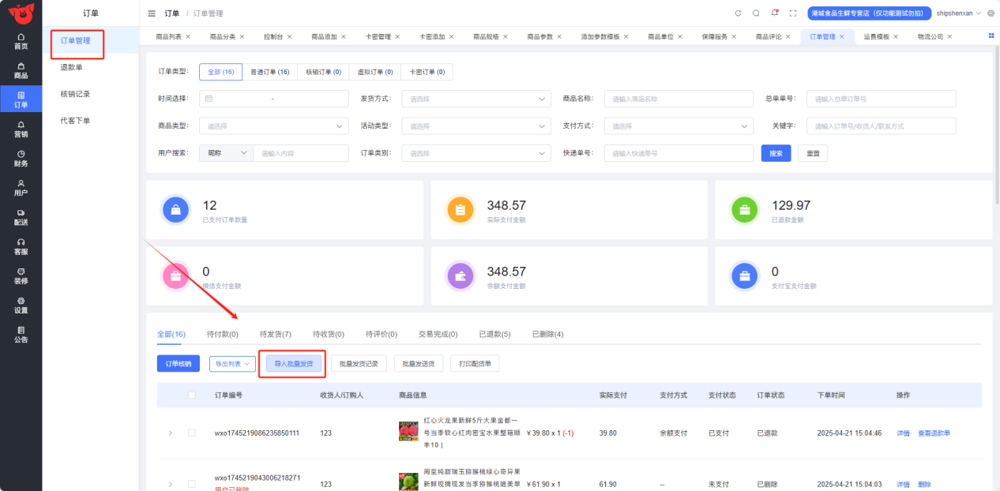 订单
订单 / 订单管理
港城食品生鲜专营店（仅功能测试勿拍） shipshenxan
首页
商品
订单
营销
财务
用户
配送
客服
装修
设置
公告
订单管理
退款单
核销记录
代客下单
商品列表 × 商品分类 × 控制台 × 商品添加 × 卡密管理 × 卡密添加 × 商品规格 × 商品参数 × 添加参数模板 × 商品单位 × 保障服务 × 商品评论 × 订单管理 × 运费模板 × 物流公司 ×
订单类型： 全部 (16) 普通订单 (16) 核销订单 (0) 虚拟订单 (0) 卡密订单 (0)
时间选择： - 发货方式： 请选择 商品名称： 请输入商品名称 总单单号： 请输入总单订单号
商品类型： 请选择 活动类型： 请选择 支付方式： 请选择 关键字： 请输入订单号/收货人/联系方式
用户搜索： 昵称 请输入内容 订单类别： 请选择 快递单号： 请输入快递单号 搜索 重置
12
已支付订单数量
348.57
实际支付金额
129.97
已退款金额
0
微信支付金额
348.57
余额支付金额
0
支付宝支付金额
全部(16) 待付款(0) 待发货(7) 待收货(0) 待评价(0) 交易完成(0) 已退款(5) 已删除(4)
订单核销 导出列表 导入批量发货 批量发货记录 批量发送货 打印配货单
订单编号 收货人/订购人 商品信息 实际支付 支付方式 支付状态 订单状态 下单时间 操作
红心火龙果新鲜5斤大果金都一
wxo1745219086235850111 123 号当季软心红肉密宝水果整箱顺 ¥ 39.80 x 1 (-1) 39.80 余额支付 已支付 已退款 2025-04-21 15:04:46 详情 查看退款单
丰10 |
周至纯甜瑞玉猕猴桃绿心奇异果
wxo1745219043006218271 123 新鲜现摘现发当季猕猴桃媲美翠 ¥ 61.90 x 1 61.90 -- 未支付 已删除 2025-04-21 15:04:03 详情 删除
用户已删除